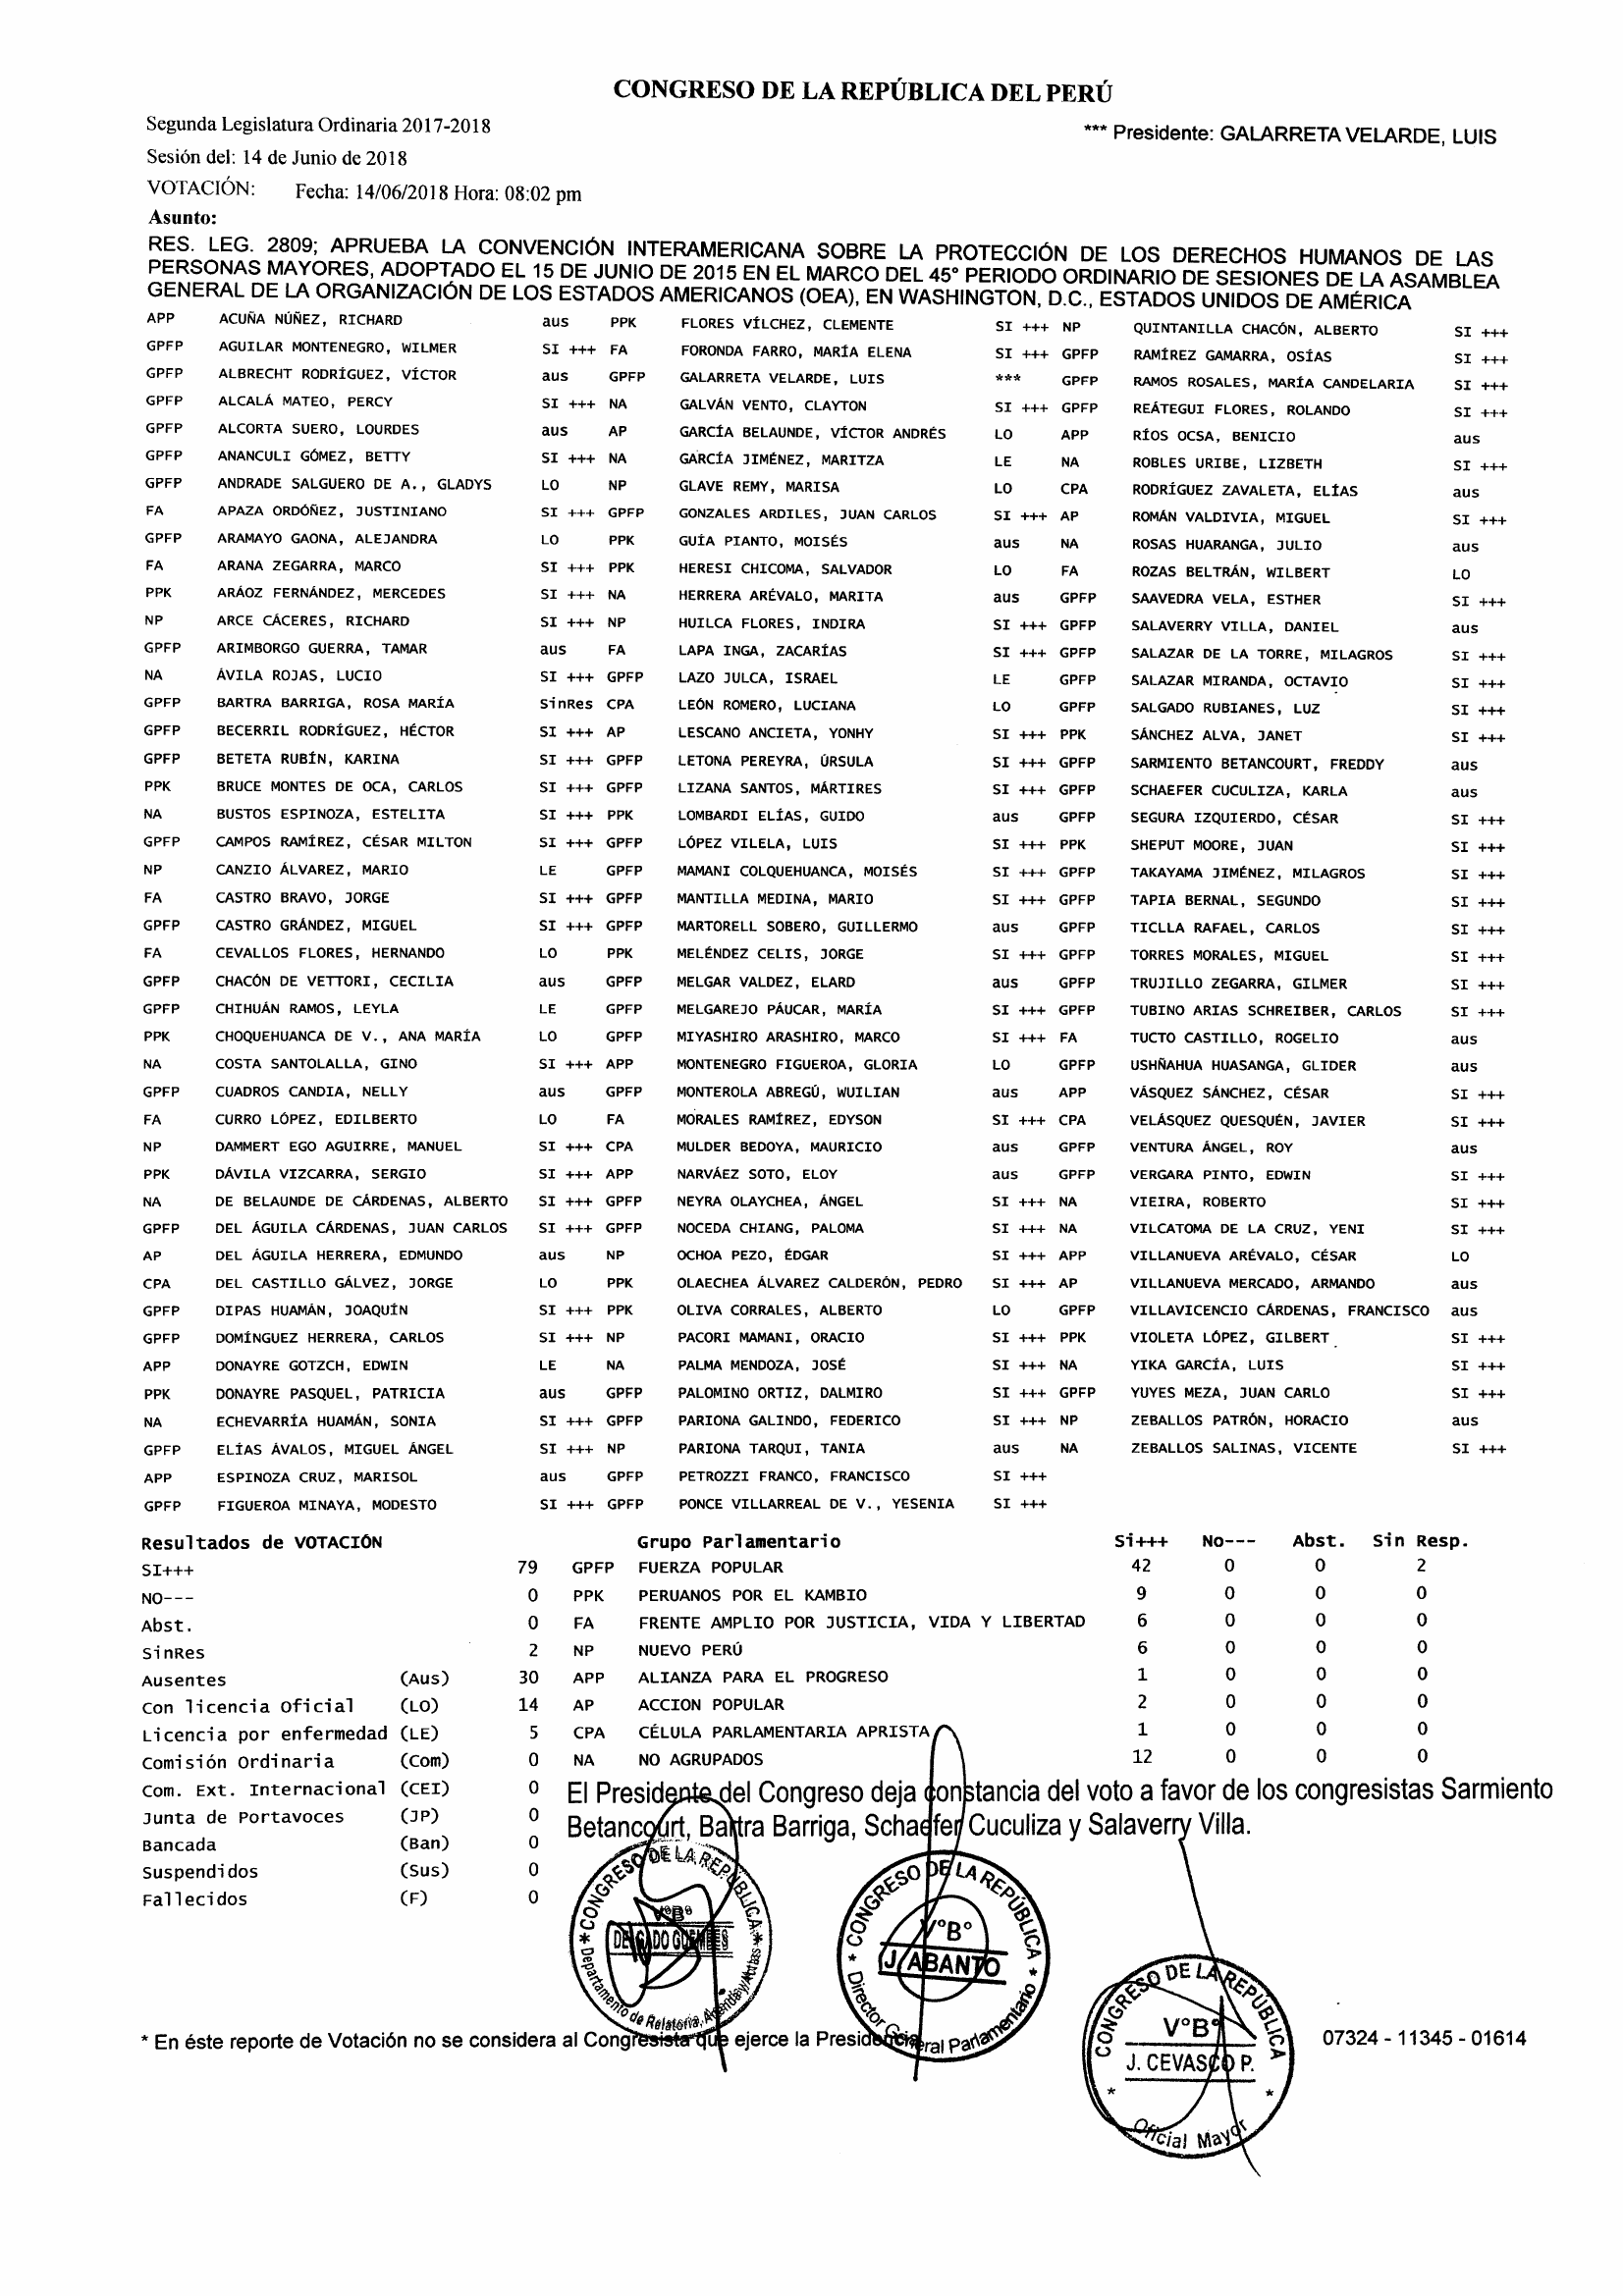 CONGRESO DE LA REPÚBLICA DEL PERÚ
Segunda Legislatura Ordinaria 2017-2018
*** Presidente: GALARRETA VELARDE, LUIS
Sesión del: 14 de Junio de 2018
VOTACIÓN: Fecha: 14/06/2018 Hora: 08:02 pm
Asunto:
RES. LEG. 2809; APRUEBA LA CONVENCIÓN INTERAMERICANA SOBRE LA PROTECCIÓN DE LOS DERECHOS HUMANOS DE LAS
PERSONAS MAYORES, ADOPTADO EL 15 DE JUNIO DE 2015 EN EL MARCO DEL 45° PERIODO ORDINARIO DE SESIONES DE LA ASAMBLEA
GENERAL DE LA ORGANIZACIÓN DE LOS ESTADOS AMERICANOS (OEA), EN WASHINGTON, D.C., ESTADOS UNIDOS DE AMÉRICA
APP ACUÑA NÚÑEZ, RICHARD aus PPK FLORES VÍLCHEZ, CLEMENTE SI +++ NP QUINTANILLA CHACÓN, ALBERTO SI +++
GPFP AGUILAR MONTENEGRO, WILMER SI +++ FA FORONDA FARRO, MARÍA ELENA SI +++ GPFP RAMÍREZ GAMARRA, OSÍAS SI +++
GPFP ALBRECHT RODRÍGUEZ, VÍCTOR aus GPFP GALARRETA VELARDE, LUIS *** GPFP RAMOS ROSALES, MARÍA CANDELARIA SI +++
GPFP ALCALÁ MATEO, PERCY SI +++ NA GALVÁN VENTO, CLAYTON SI +++ GPFP REÁTEGUI FLORES, ROLANDO SI +++
GPFP ALCORTA SUERO, LOURDES aus AP GARCÍA BELAUNDE, VÍCTOR ANDRÉS LO APP RÍOS OCSA, BENICIO aus
GPFP ANANCULI GÓMEZ, BETTY SI +++ NA GARCÍA JIMÉNEZ, MARITZA LE NA ROBLES URIBE, LIZBETH SI +++
GPFP ANDRADE SALGUERO DE A., GLADYS LO NP GLAVE REMY, MARISA LO CPA RODRÍGUEZ ZAVALETA, ELÍAS aus
FA APAZA ORDÓÑEZ, JUSTINIANO SI +++ GPFP GONZALES ARDILES, JUAN CARLOS SI +++ AP ROMÁN VALDIVIA, MIGUEL SI +++
GPFP ARAMAYO GAONA, ALEJANDRA LO PPK GUÍA PIANTO, MOISÉS aus NA ROSAS HUARANGA, JULIO aus
FA ARANA ZEGARRA, MARCO SI +++ PPK HERESI CHICOMA, SALVADOR LO FA ROZAS BELTRÁN, WILBERT LO
PPK ARÁOZ FERNÁNDEZ, MERCEDES SI +++ NA HERRERA ARÉVALO, MARITA aus GPFP SAAVEDRA VELA, ESTHER SI +++
NP ARCE CÁCERES, RICHARD SI +++ NP HUILCA FLORES, INDIRA SI +++ GPFP SALAVERRY VILLA, DANIEL aus
GPFP ARIMBORGO GUERRA, TAMAR aus FA LAPA INGA, ZACARÍAS SI +++ GPFP SALAZAR DE LA TORRE, MILAGROS SI +++
NA ÁVILA ROJAS, LUCIO SI +++ GPFP LAZO JULCA, ISRAEL LE GPFP SALAZAR MIRANDA, OCTAVIO SI +++
GPFP BARTRA BARRIGA, ROSA MARÍA SinRes CPA LEÓN ROMERO, LUCIANA LO GPFP SALGADO RUBIANES, LUZ SI +++
GPFP BECERRIL RODRÍGUEZ, HÉCTOR SI +++ AP LESCANO ANCIETA, YONHY SI +++ PPK SÁNCHEZ ALVA, JANET SI +++
GPFP BETETA RUBÍN, KARINA SI +++ GPFP LETONA PEREYRA, ÚRSULA SI +++ GPFP SARMIENTO BETANCOURT, FREDDY aus
PPK BRUCE MONTES DE OCA, CARLOS SI +++ GPFP LIZANA SANTOS, MÁRTIRES SI +++ GPFP SCHAEFER CUCULIZA, KARLA aus
NA BUSTOS ESPINOZA, ESTELITA SI +++ PPK LOMBARDI ELÍAS, GUIDO aus GPFP SEGURA IZQUIERDO, CÉSAR SI +++
GPFP CAMPOS RAMÍREZ, CÉSAR MILTON SI +++ GPFP LÓPEZ VILELA, LUIS SI +++ PPK SHEPUT MOORE, JUAN SI +++
NP CANZIO ÁLVAREZ, MARIO LE GPFP MAMANI COLQUEHUANCA, MOISÉS SI +++ GPFP TAKAYAMA JIMÉNEZ, MILAGROS SI +++
FA CASTRO BRAVO, JORGE SI +++ GPFP MANTILLA MEDINA, MARIO SI +++ GPFP TAPIA BERNAL, SEGUNDO SI +++
GPFP CASTRO GRÁNDEZ, MIGUEL SI +++ GPFP MARTORELL SOBERO, GUILLERMO aus GPFP TICLLA RAFAEL, CARLOS SI +++
FA CEVALLOS FLORES, HERNANDO LO PPK MELÉNDEZ CELIS, JORGE SI +++ GPFP TORRES MORALES, MIGUEL SI +++
GPFP CHACÓN DE VETTORI, CECILIA aus GPFP MELGAR VALDEZ, ELARD aus GPFP TRUJILLO ZEGARRA, GILMER SI +++
GPFP CHIHUÁN RAMOS, LEYLA LE GPFP MELGAREJO PÁUCAR, MARÍA SI +++ GPFP TUBINO ARIAS SCHREIBER, CARLOS SI +++
PPK CHOQUEHUANCA DE V., ANA MARÍA LO GPFP MIYASHIRO ARASHIRO, MARCO SI +++ FA TUCTO CASTILLO, ROGELIO aus
NA COSTA SANTOLALLA, GINO SI +++ APP MONTENEGRO FIGUEROA, GLORIA LO GPFP USHÑAHUA HUASANGA, GLIDER aus
GPFP CUADROS CANDIA, NELLY aus GPFP MONTEROLA ABREGÚ, WUILIAN aus APP VÁSQUEZ SÁNCHEZ, CÉSAR SI +++
FA CURRO LÓPEZ, EDILBERTO LO FA MORALES RAMÍREZ, EDYSON SI +++ CPA VELÁSQUEZ QUESQUÉN, JAVIER SI +++
NP DAMMERT EGO AGUIRRE, MANUEL SI +++ CPA MULDER BEDOYA, MAURICIO aus GPFP VENTURA ÁNGEL, ROY aus
PPK DÁVILA VIZCARRA, SERGIO SI +++ APP NARVÁEZ SOTO, ELOY aus GPFP VERGARA PINTO, EDWIN SI +++
NA DE BELAUNDE DE CÁRDENAS, ALBERTO SI +++ GPFP NEYRA OLAYCHEA, ÁNGEL SI +++ NA VIEIRA, ROBERTO SI +++
GPFP DEL ÁGUILA CÁRDENAS, JUAN CARLOS SI +++ GPFP NOCEDA CHIANG, PALOMA SI +++ NA VILCATOMA DE LA CRUZ, YENI SI +++
AP DEL ÁGUILA HERRERA, EDMUNDO aus NP OCHOA PEZO, ÉDGAR SI +++ APP VILLANUEVA ARÉVALO, CÉSAR LO
CPA DEL CASTILLO GÁLVEZ, JORGE LO PPK OLAECHEA ÁLVAREZ CALDERÓN, PEDRO SI +++ AP VILLANUEVA MERCADO, ARMANDO aus
GPFP DIPAS HUAMÁN, JOAQUÍN SI +++ PPK OLIVA CORRALES, ALBERTO LO GPFP VILLAVICENCIO CÁRDENAS, FRANCISCO aus
GPFP DOMÍNGUEZ HERRERA, CARLOS SI +++ NP PACORI MAMANI, ORACIO SI +++ PPK VIOLETA LÓPEZ, GILBERT SI +++
APP DONAYRE GOTZCH, EDWIN LE NA PALMA MENDOZA, JOSÉ SI +++ NA YIKA GARCÍA, LUIS SI +++
PPK DONAYRE PASQUEL, PATRICIA aus GPFP PALOMINO ORTIZ, DALMIRO SI +++ GPFP YUYES MEZA, JUAN CARLO SI +++
NA ECHEVARRÍA HUAMÁN, SONIA SI +++ GPFP PARIONA GALINDO, FEDERICO SI +++ NP ZEBALLOS PATRÓN, HORACIO aus
GPFP ELÍAS ÁVALOS, MIGUEL ÁNGEL SI +++ NP PARIONA TARQUI, TANIA aus NA ZEBALLOS SALINAS, VICENTE SI +++
APP ESPINOZA CRUZ, MARISOL aus GPFP PETROZZI FRANCO, FRANCISCO SI +++
GPFP FIGUEROA MINAYA, MODESTO SI +++ GPFP PONCE VILLARREAL DE V., YESENIA SI +++
Resultados de VOTACIÓN Grupo Parlamentario Si+++ No--- Abst. Sin Resp.
SI+++ 79 GPFP FUERZA POPULAR 42 0 0 2
NO--- 0 PPK PERUANOS POR EL KAMBIO 9 0 0 0
Abst. 0 FA FRENTE AMPLIO POR JUSTICIA, VIDA Y LIBERTAD 6 0 0 0
SinRes 2 NP NUEVO PERÚ 6 0 0 0
Ausentes (Aus) 30 APP ALIANZA PARA EL PROGRESO 1 0 0 0
Con licencia Oficial (LO) 14 AP ACCION POPULAR 2 0 0 0
Licencia por enfermedad (LE) 5 CPA CÉLULA PARLAMENTARIA APRISTA 1 0 0 0
Comisión Ordinaria (Com) 0 NA NO AGRUPADOS 12 0 0 0
Com. Ext. Internacional (CEI) 0
El Presidente del Congreso deja constancia del voto a favor de los congresistas Sarmiento
Junta de Portavoces (JP) 0
Betancourt, Bartra Barriga, Schaefer Cuculiza y Salaverry Villa.
Bancada (Ban) 0
Suspendidos (Sus) 0
Fallecidos (F) 0
* CONGRESO DE LA REPÚBLICA *
V°B°
DELGADO GUEMBES
Departamento de Relatoría, Agenda y Actas
* CONGRESO DE LA REPÚBLICA *
V°B°
J. ABANTO
Director General Parlamentario
CONGRESO DE LA REPÚBLICA
V°B°
J. CEVASCO P.
* Oficial Mayor *
* En éste reporte de Votación no se considera al Congresista que ejerce la Presidencia
07324 - 11345 - 01614